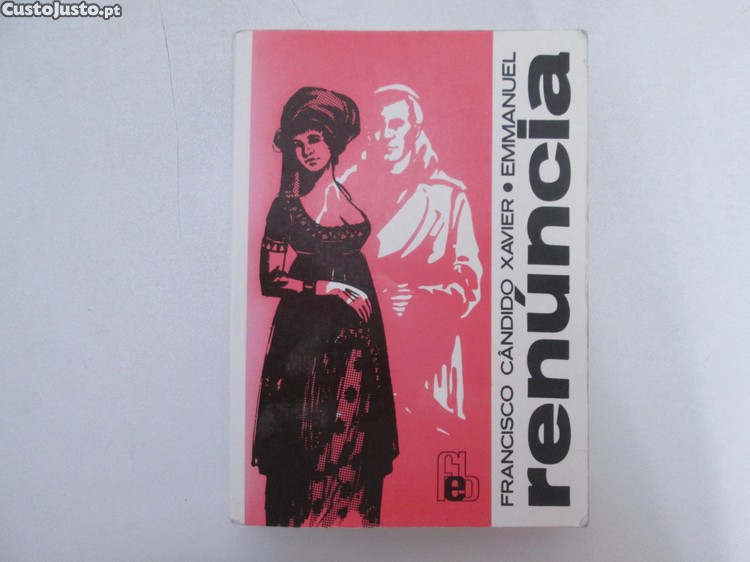 CustoJusto.pt
FRANCISCO CÂNDIDO XAVIER • EMMANUEL
renúncia
feb